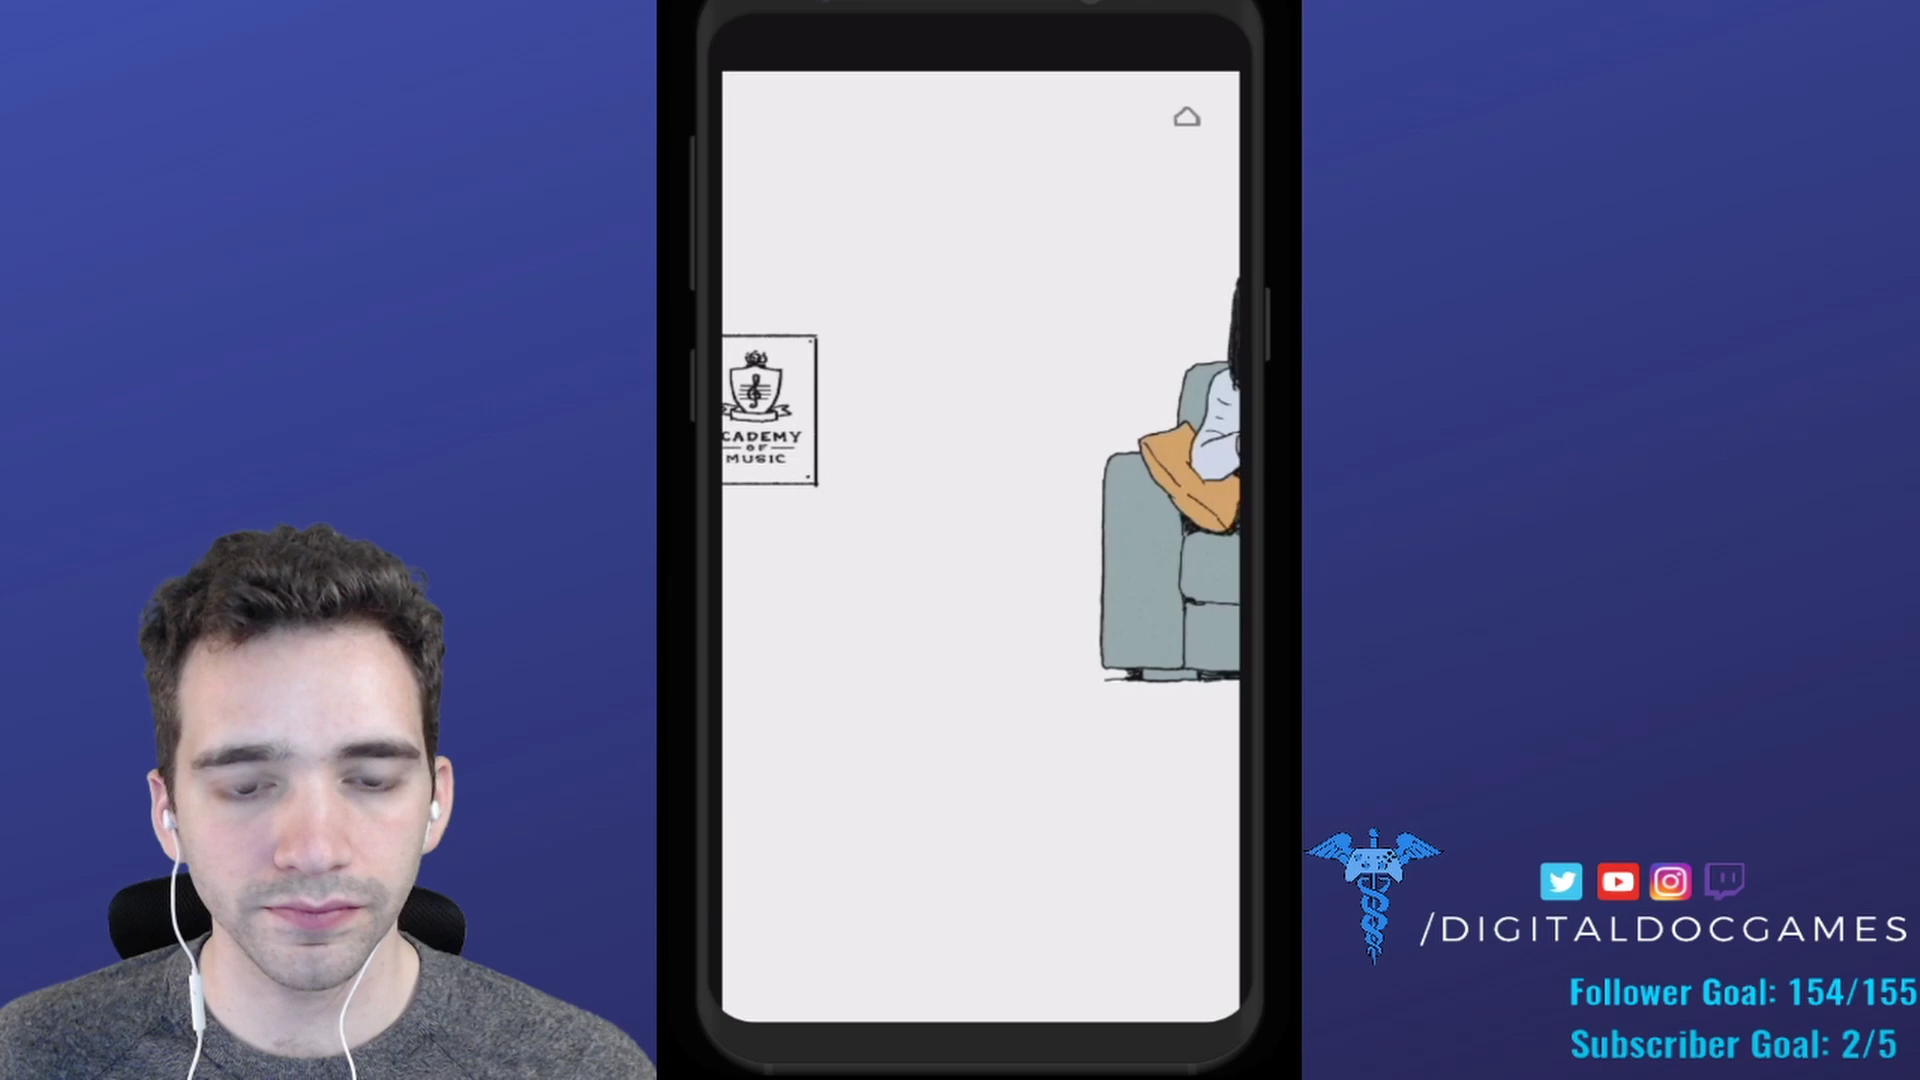 CADEMY
OF
MUSIC
/DIGITALDOCGAMES
Follower Goal: 154/155
Subscriber Goal: 2/5